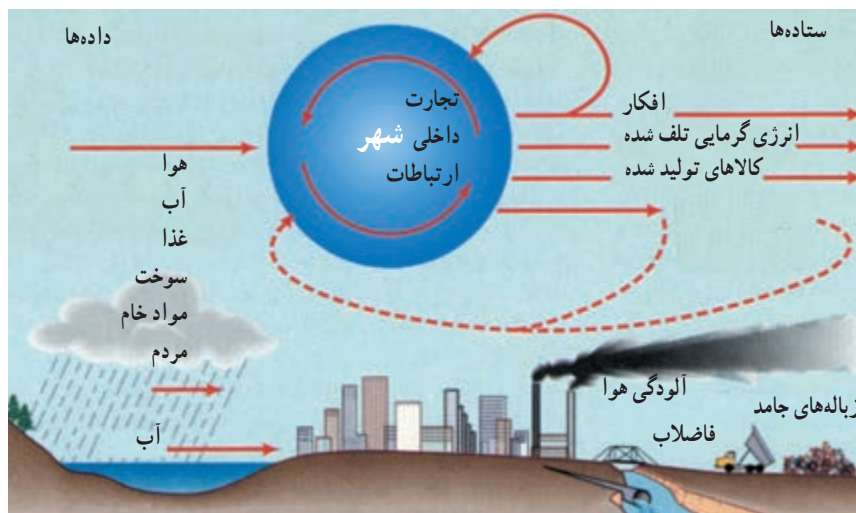 داده‌ها
ستاده‌ها
تجارت
داخلی شهر
ارتباطات
افکار
انرژی گرمایی تلف شده
کالاهای تولید شده
هوا
آب
غذا
سوخت
مواد خام
مردم
آب
آلودگی هوا
فاضلاب
زباله‌های جامد